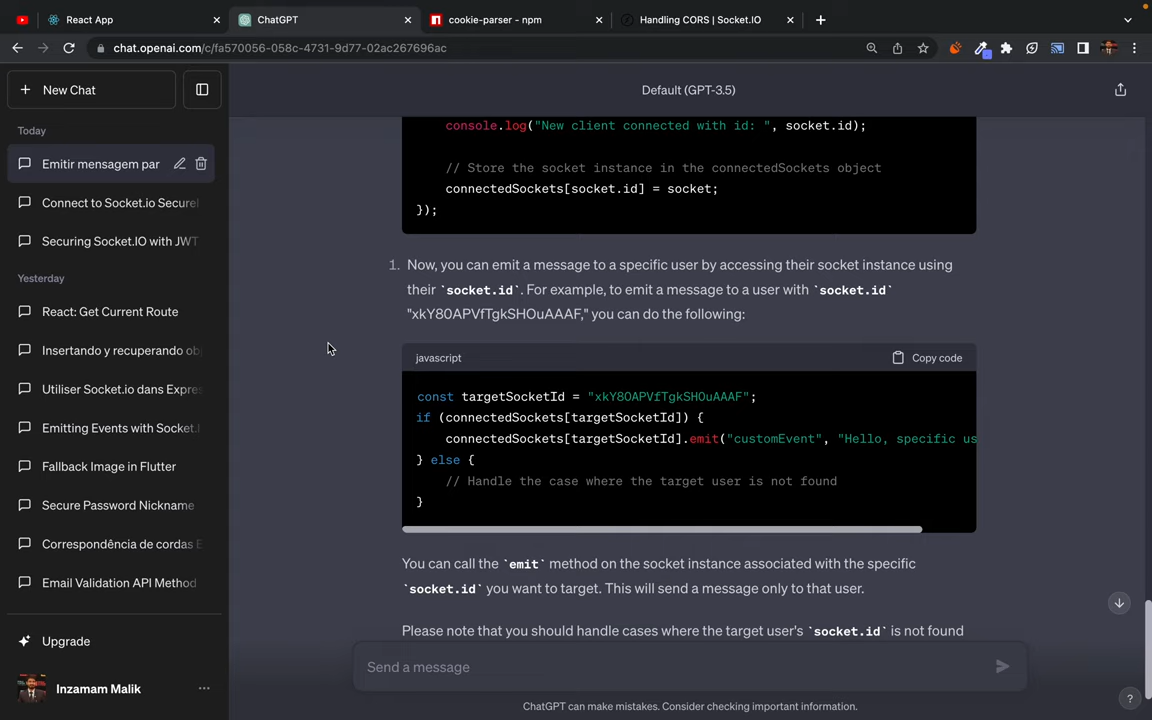 React App
ChatGPT
cookie-parser - npm
Handling CORS | Socket.IO
chat.openai.com/c/fa570056-058c-4731-9d77-02ac267696ac
New Chat
Today
Emitir mensagem par
Connect to Socket.io Secure
Securing Socket.IO with JWT
Yesterday
React: Get Current Route
Insertando y recuperando ob
Utiliser Socket.io dans Expres
Emitting Events with Socket.
Fallback Image in Flutter
Secure Password Nickname
Correspondência de cordas E
Email Validation API Method
Upgrade
Inzamam Malik
Default (GPT-3.5)
console.log("New client connected with id: ", socket.id);
// Store the socket instance in the connectedSockets object
connectedSockets[socket.id] = socket;
});
1. Now, you can emit a message to a specific user by accessing their socket instance using
their `socket.id`. For example, to emit a message to a user with `socket.id`
"xkY8OAPVfTgkSHOuAAAF," you can do the following:
javascript
Copy code
const targetSocketId = "xkY8OAPVfTgkSHOuAAAF";
if (connectedSockets[targetSocketId]) {
connectedSockets[targetSocketId].emit("customEvent", "Hello, specific us
} else {
// Handle the case where the target user is not found
}
You can call the `emit` method on the socket instance associated with the specific
`socket.id` you want to target. This will send a message only to that user.
Please note that you should handle cases where the target user's `socket.id` is not found
Send a message
ChatGPT can make mistakes. Consider checking important information.
?